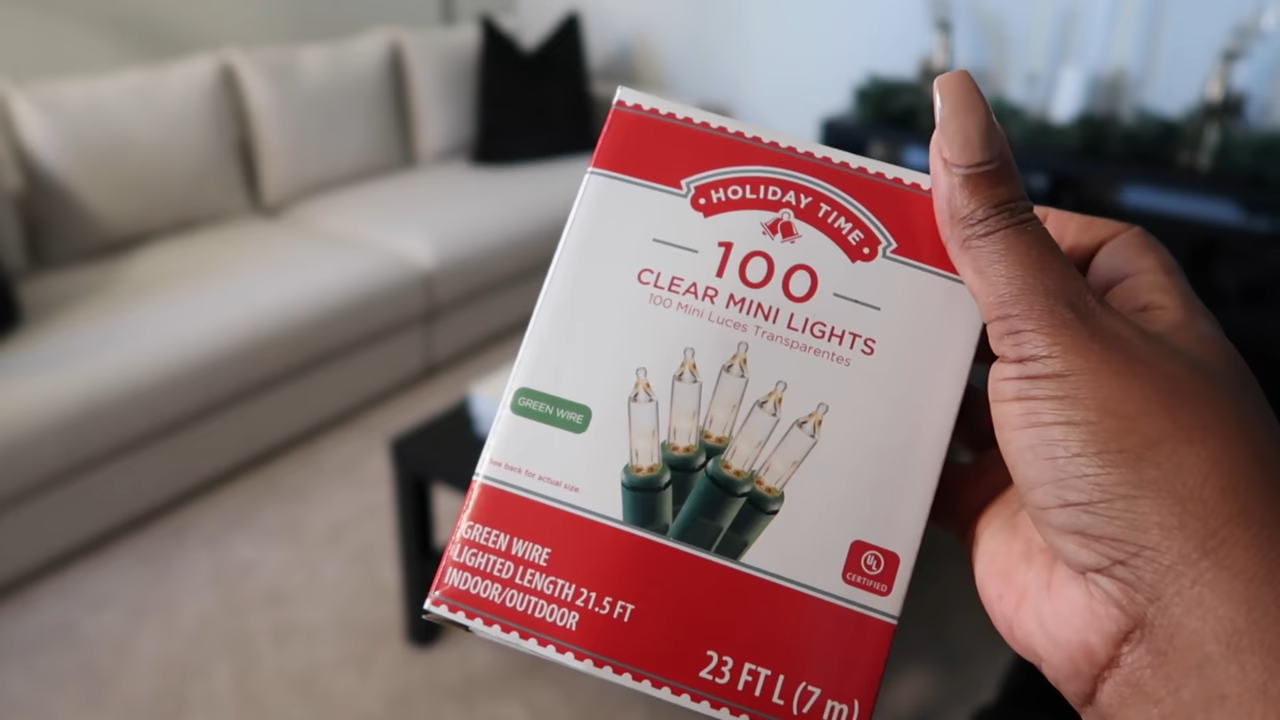 HOLIDAY TIME
100
CLEAR MINI LIGHTS
100 Mini Luces Transparentes
GREEN WIRE
See back for actual size.
GREEN WIRE
LIGHTED LENGTH 21.5 FT
INDOOR/OUTDOOR
UL
CERTIFIED
23 FT L (7 m)